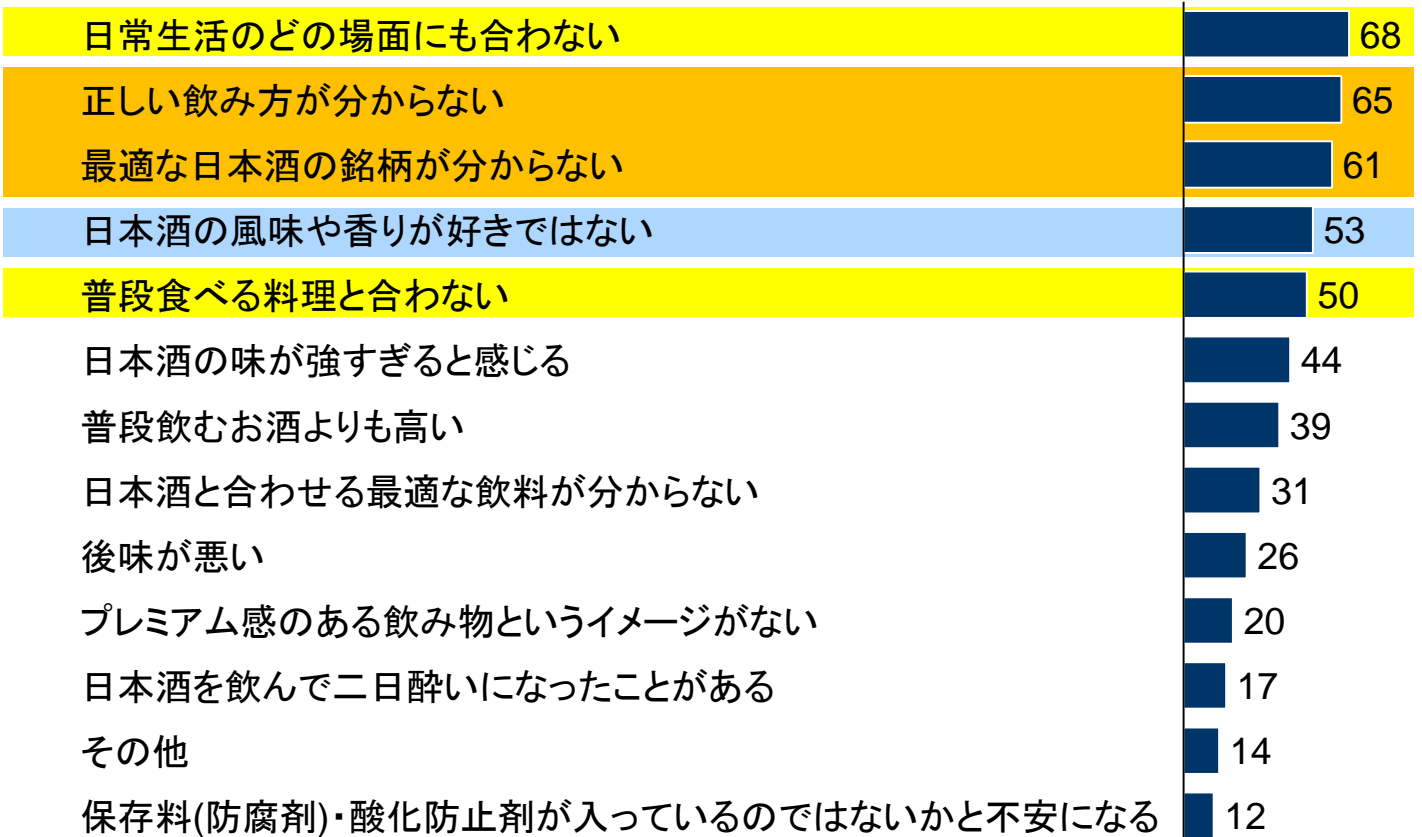 日常生活のどの場面にも合わない 68
正しい飲み方が分からない 65
最適な日本酒の銘柄が分からない 61
日本酒の風味や香りが好きではない 53
普段食べる料理と合わない 50
日本酒の味が強すぎると感じる 44
普段飲むお酒よりも高い 39
日本酒と合わせる最適な飲料が分からない 31
後味が悪い 26
プレミアム感のある飲み物というイメージがない 20
日本酒を飲んで二日酔いになったことがある 17
その他 14
保存料(防腐剤)・酸化防止剤が入っているのではないかと不安になる 12